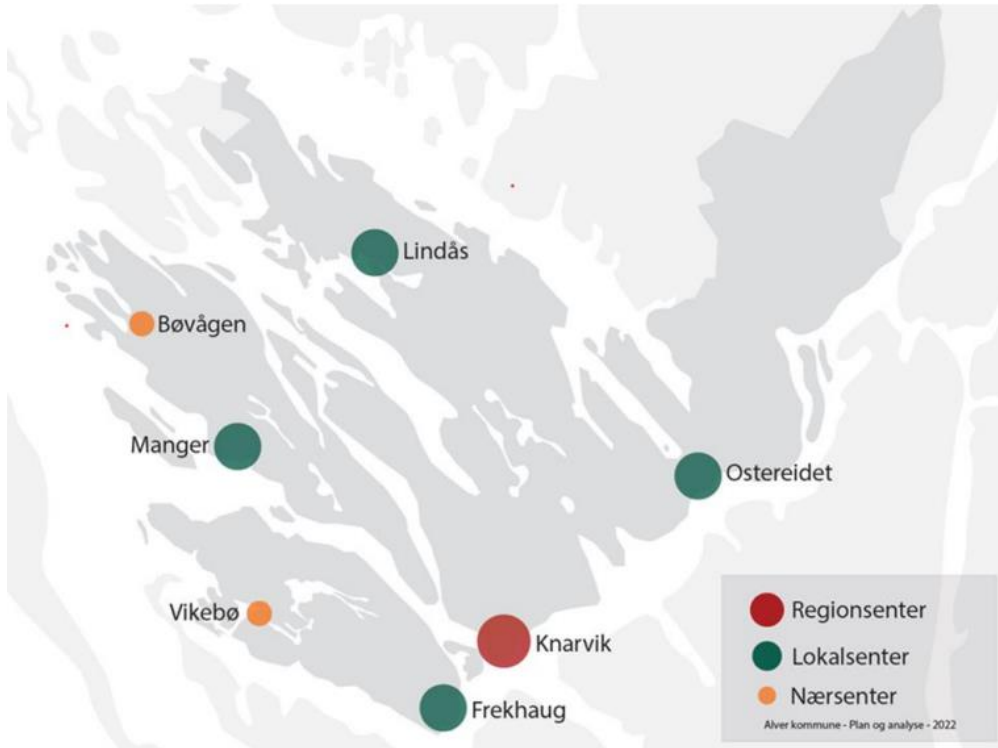 Lindås
Bøvågen
Manger
Ostereidet
Vikebø
Knarvik
Frekhaug
Regionsenter
Lokalsenter
Nærsenter
Alver kommune - Plan og analyse - 2022